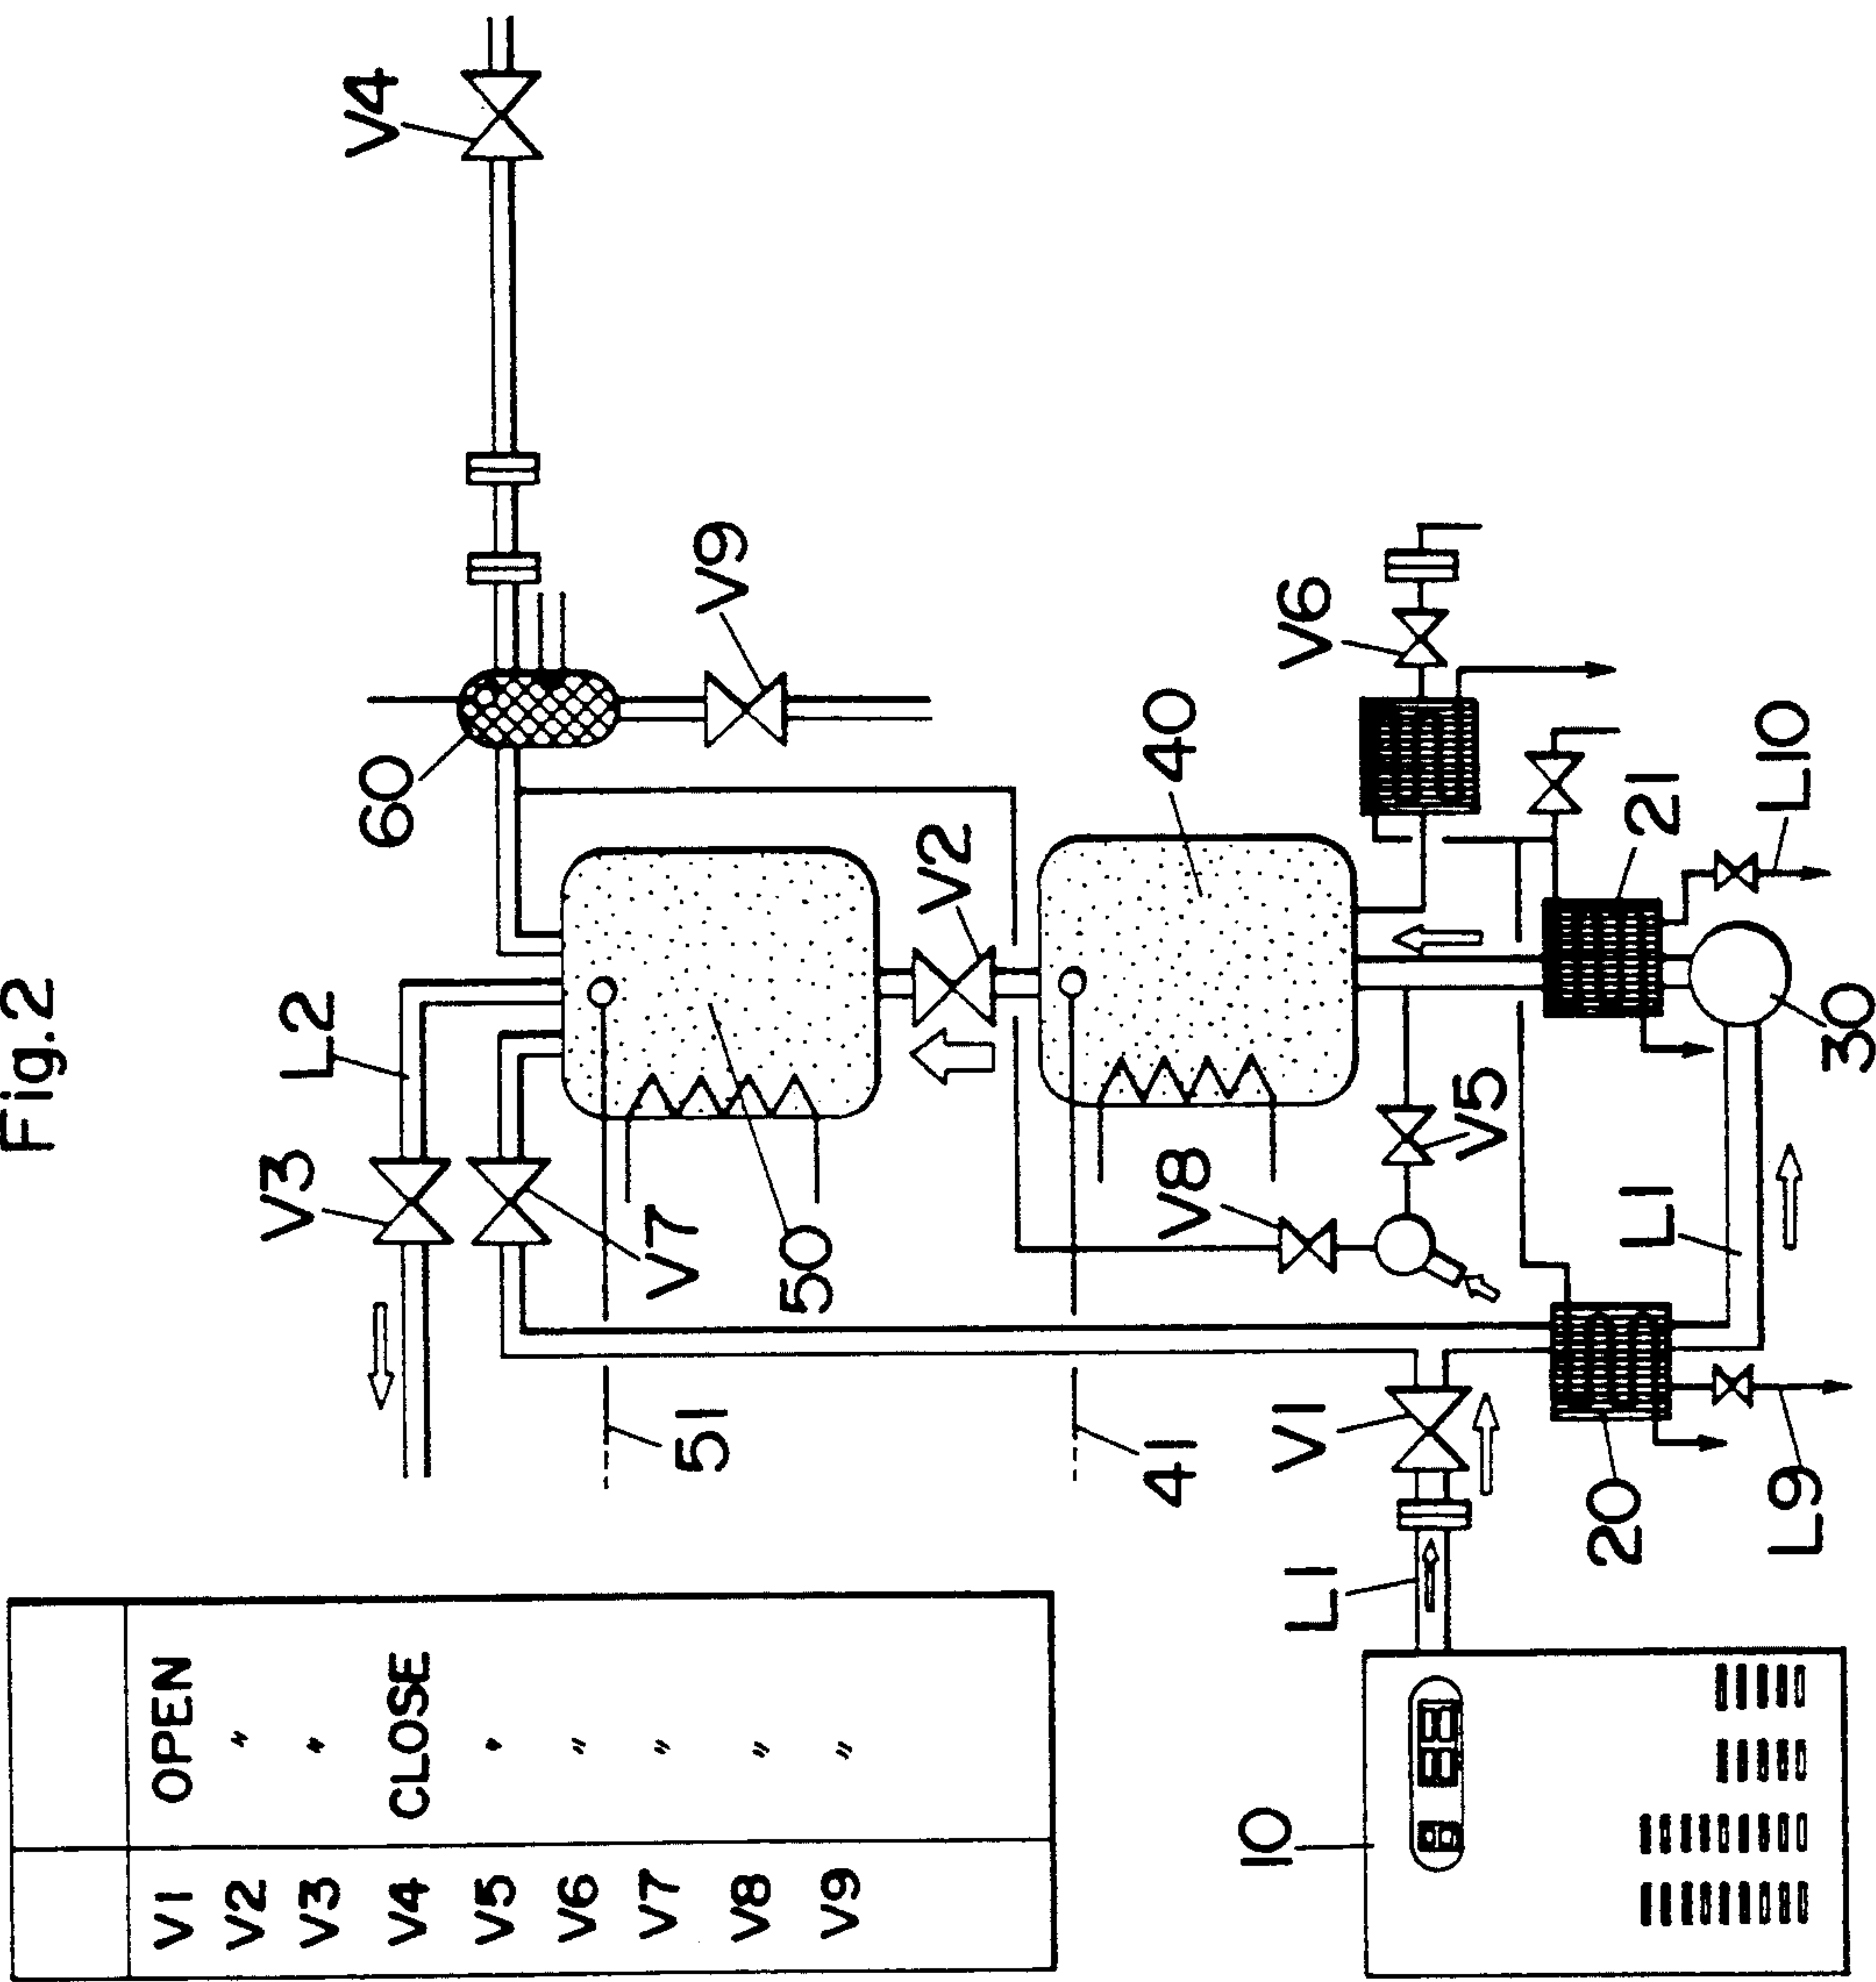 Fig.2
V1 OPEN
V2 "
V3 "
V4 CLOSE
V5 "
V6 "
V7 "
V8 "
V9 "
V3
L2
60
V4
V7
51
50
V9
V2
41
40
V8
V5
V6
10
L1
V1
L1
20
L9
30
21
L10